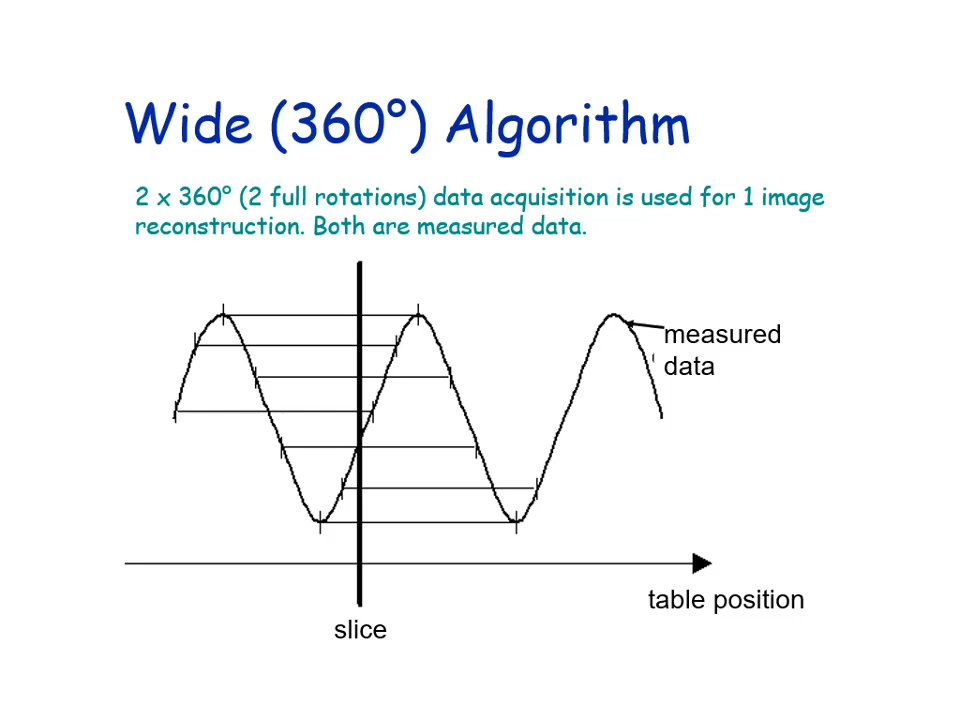 Wide (360°) Algorithm
2 x 360° (2 full rotations) data acquisition is used for 1 image
reconstruction. Both are measured data.
measured
data
table position
slice